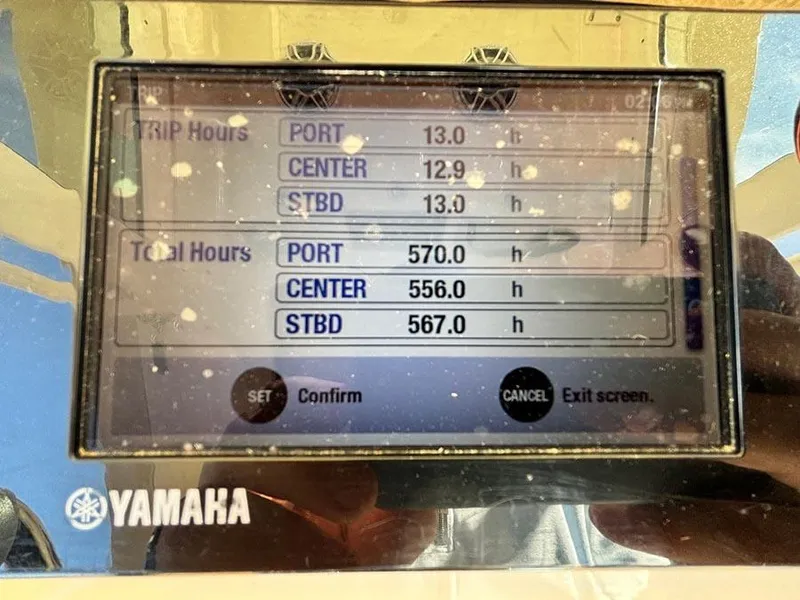 TRIP
TRIP Hours PORT 13.0 h
CENTER 12.9 h
STBD 13.0 h
Total Hours PORT 570.0 h
CENTER 556.0 h
STBD 567.0 h
SET Confirm CANCEL Exit screen.
YAMAHA